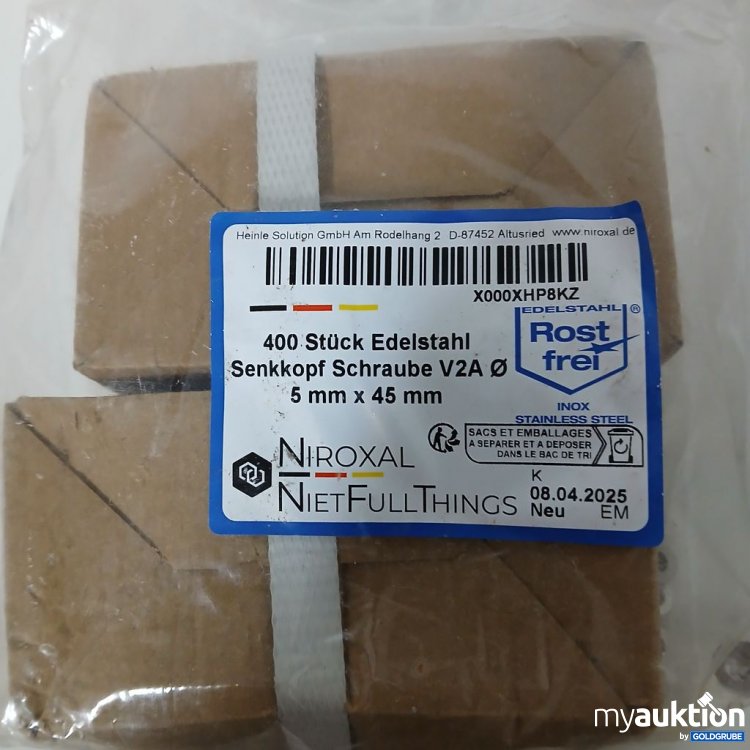 Heinle Solution GmbH Am Rodelhang 2 D-87452 Altusried www.niroxal.de
X000XHP8KZ
400 Stück Edelstahl
Senkkopf Schraube V2A Ø
5 mm x 45 mm
EDELSTAHL ®
Rost
frei
INOX
STAINLESS STEEL
SACS ET EMBALLAGES
A SEPARER ET A DEPOSER
DANS LE BAC DE TRI
NIROXAL
NIETFULLTHINGS
K
08.04.2025
Neu EM
myauktion
by GOLDGRUBE